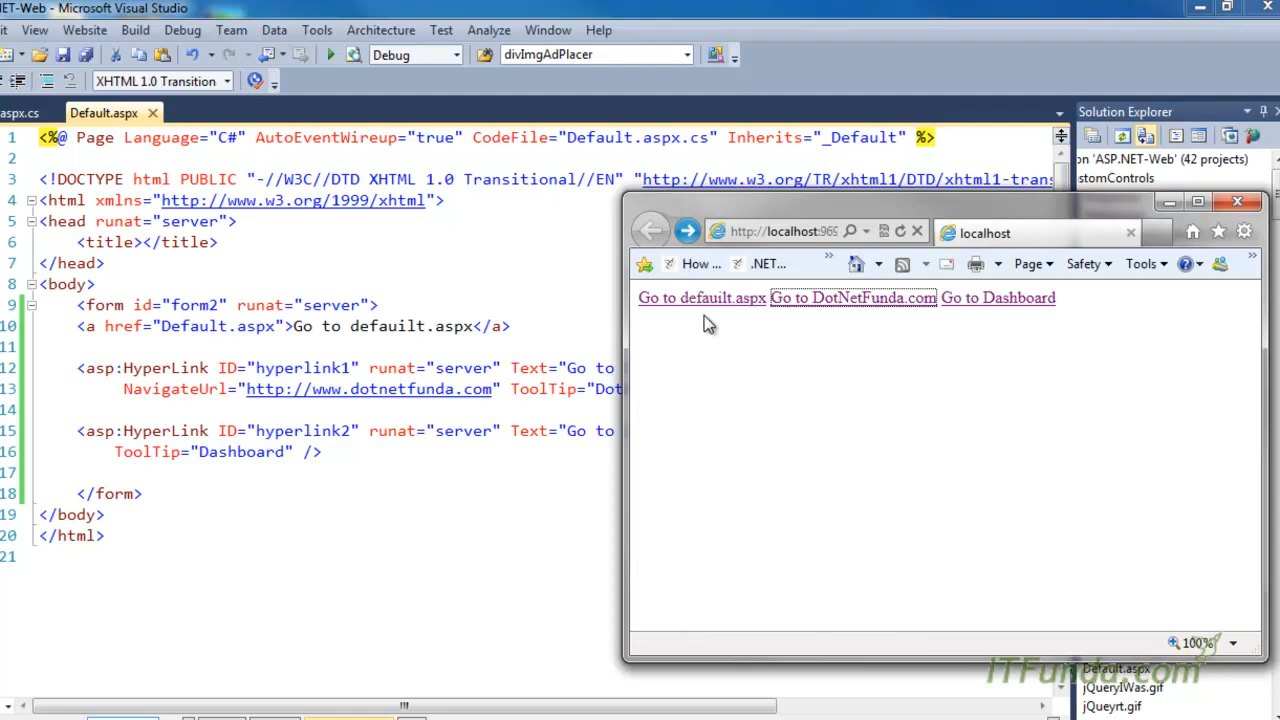 NET-Web - Microsoft Visual Studio
it View Website Build Debug Team Data Tools Architecture Test Analyze Window Help
Debug divImgAdPlacer
XHTML 1.0 Transition
aspx.cs Default.aspx Solution Explorer
1 <%@ Page Language="C#" AutoEventWireup="true" CodeFile="Default.aspx.cs" Inherits="_Default" %>
on 'ASP.NET-Web' (42 projects)
2
ustomControls
3 <!DOCTYPE html PUBLIC "-//W3C//DTD XHTML 1.0 Transitional//EN" "http://www.w3.org/TR/xhtml1/DTD/xhtml1-trans
4 <html xmlns="http://www.w3.org/1999/xhtml">
5 <head runat="server">
6 <title></title>
7 </head>
8 <body>
9 <form id="form2" runat="server">
10 <a href="Default.aspx">Go to defauilt.aspx</a>
11
12 <asp:HyperLink ID="hyperlink1" runat="server" Text="Go to
13 NavigateUrl="http://www.dotnetfunda.com" ToolTip="Dot
14
15 <asp:HyperLink ID="hyperlink2" runat="server" Text="Go to
16 ToolTip="Dashboard" />
17
18 </form>
19 </body>
20 </html>
21
http://localhost:969 localhost
How ... .NET... Page Safety Tools
Go to defauilt.aspx Go to DotNetFunda.com Go to Dashboard
100%
ITFunda.com
Default.aspx
jQueryIWas.gif
jQueyrt.gif